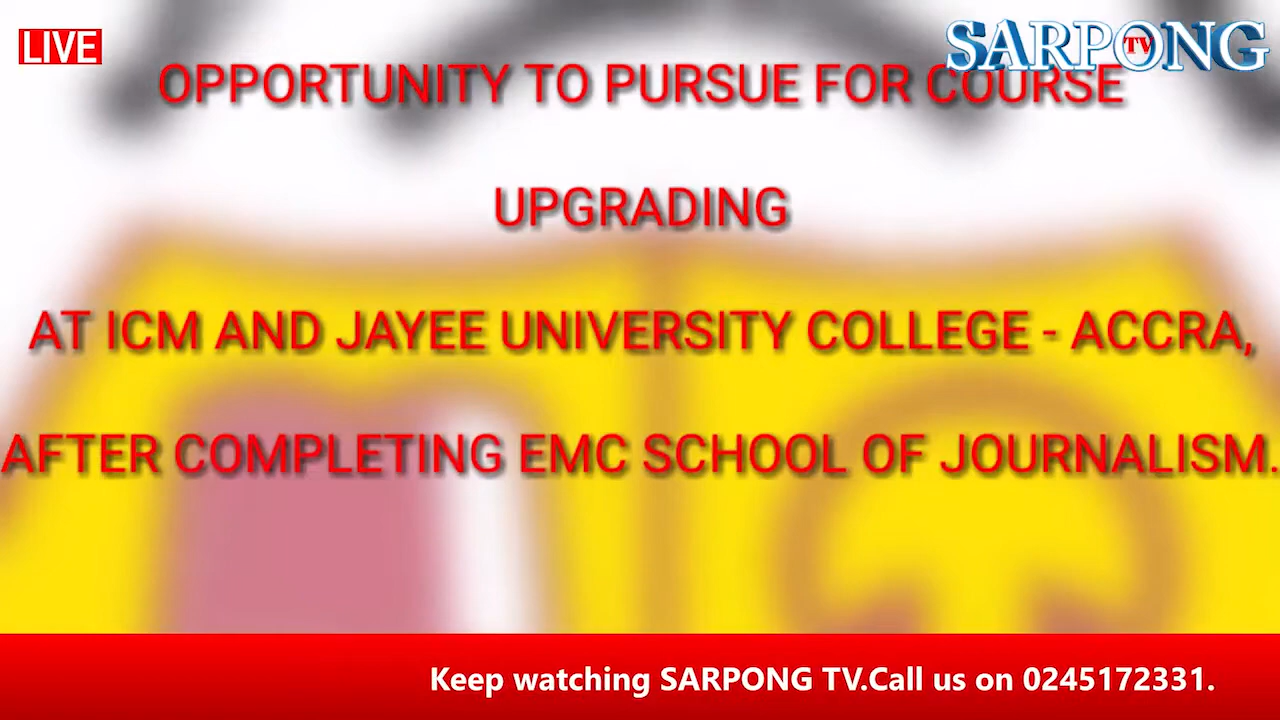 LIVE
SARPONG
TV
OPPORTUNITY TO PURSUE FOR COURSE
UPGRADING
AT ICM AND JAYEE UNIVERSITY COLLEGE - ACCRA,
AFTER COMPLETING EMC SCHOOL OF JOURNALISM.
Keep watching SARPONG TV.Call us on 0245172331.